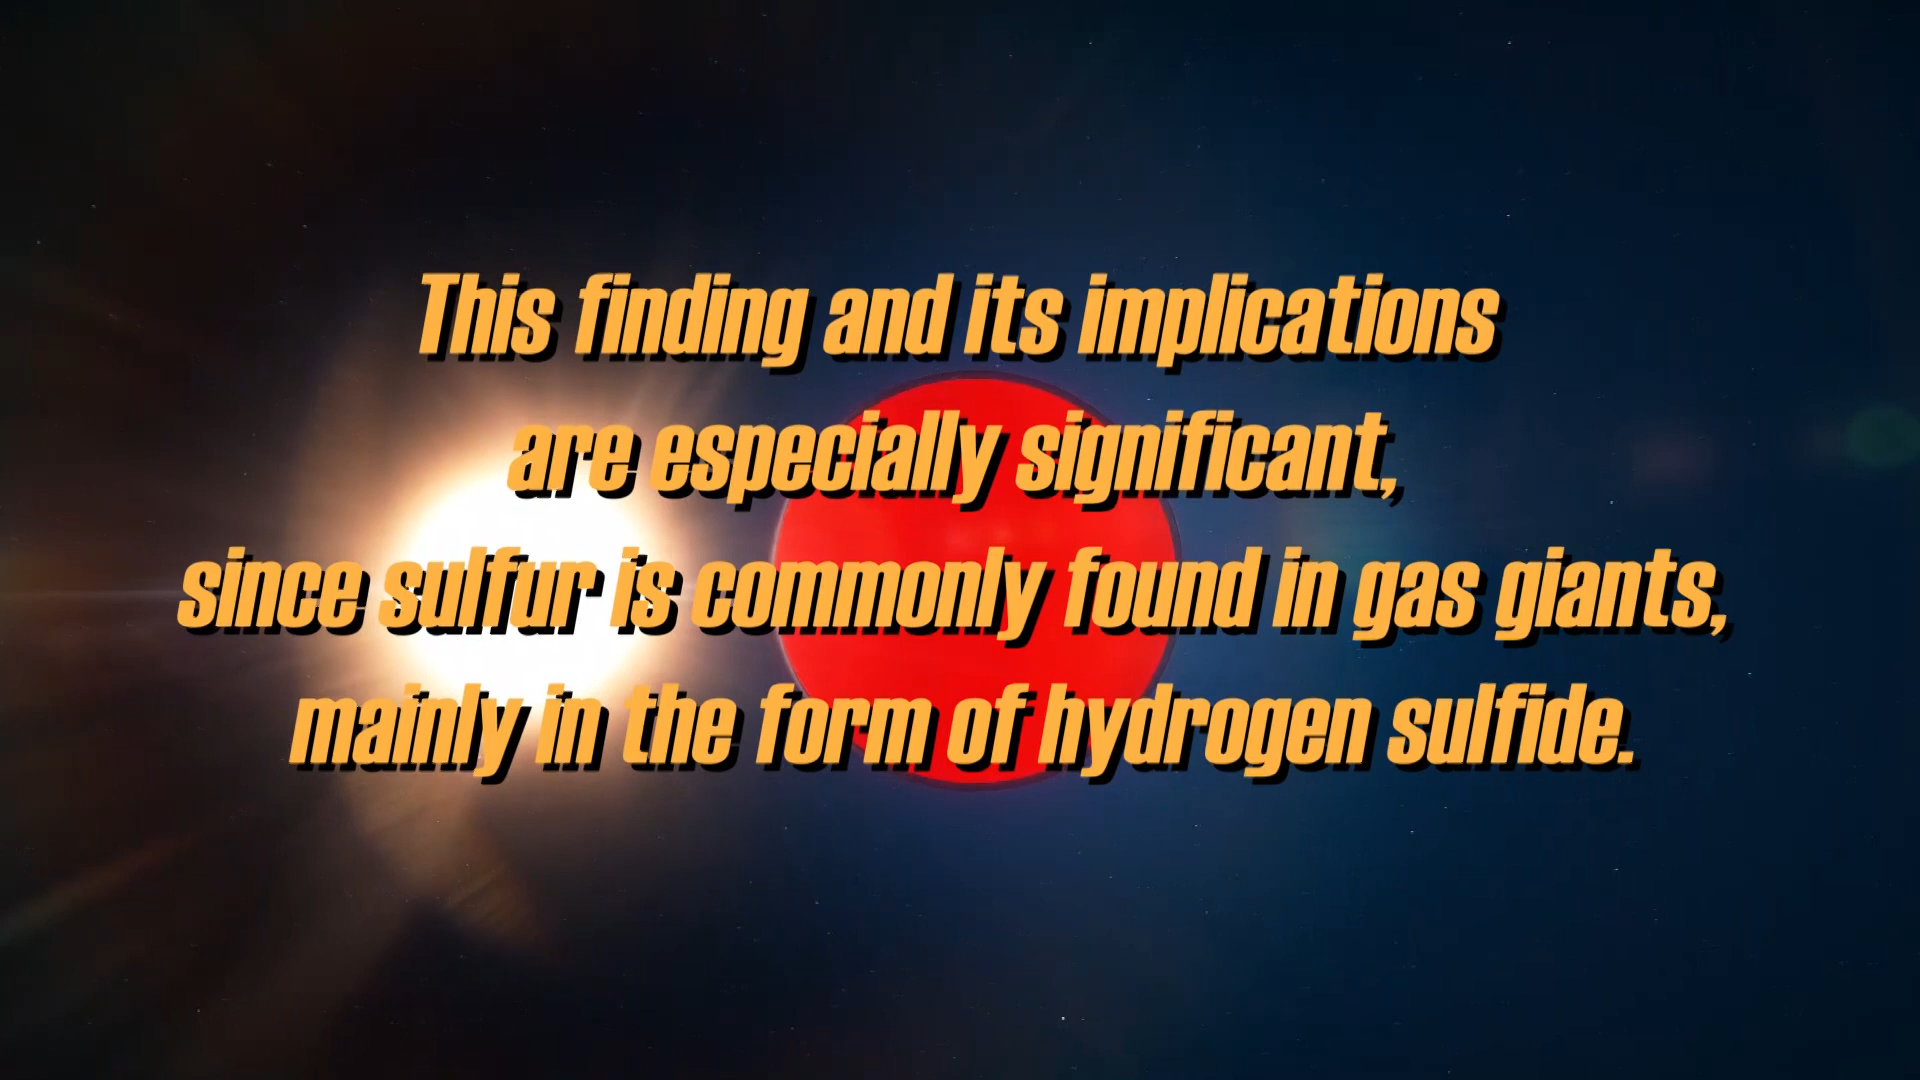 This finding and its implications
are especially significant,
since sulfur is commonly found in gas giants,
mainly in the form of hydrogen sulfide.